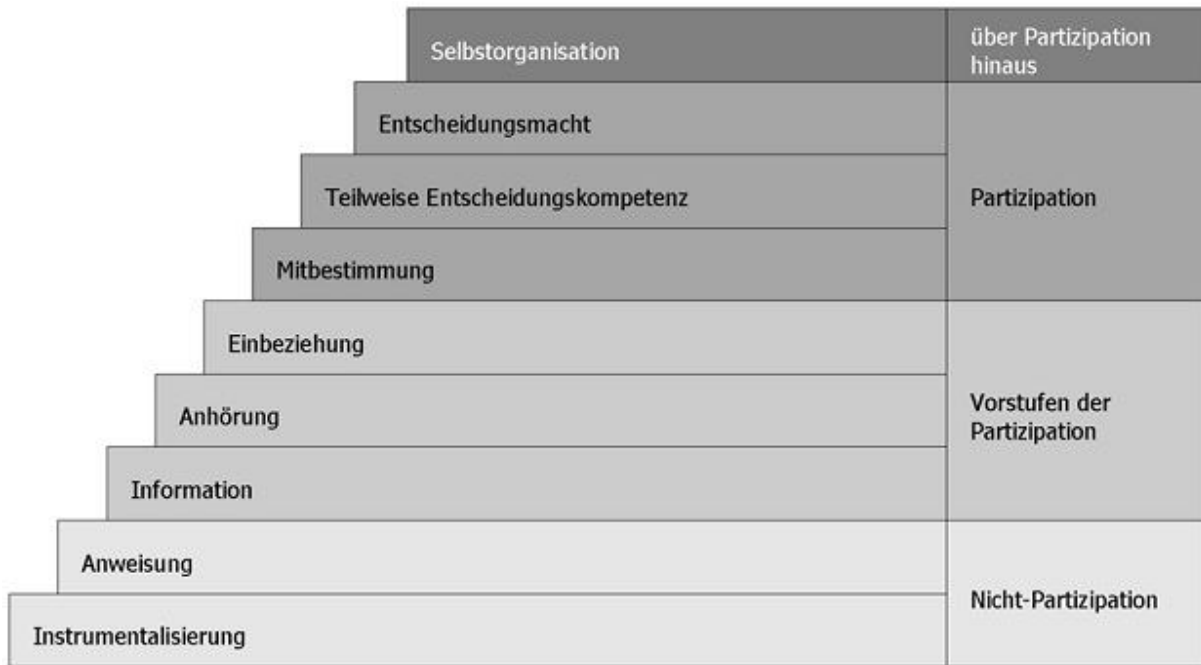 Selbstorganisation
über Partizipation
hinaus
Entscheidungsmacht
Teilweise Entscheidungskompetenz
Partizipation
Mitbestimmung
Einbeziehung
Anhörung
Vorstufen der
Partizipation
Information
Anweisung
Nicht-Partizipation
Instrumentalisierung